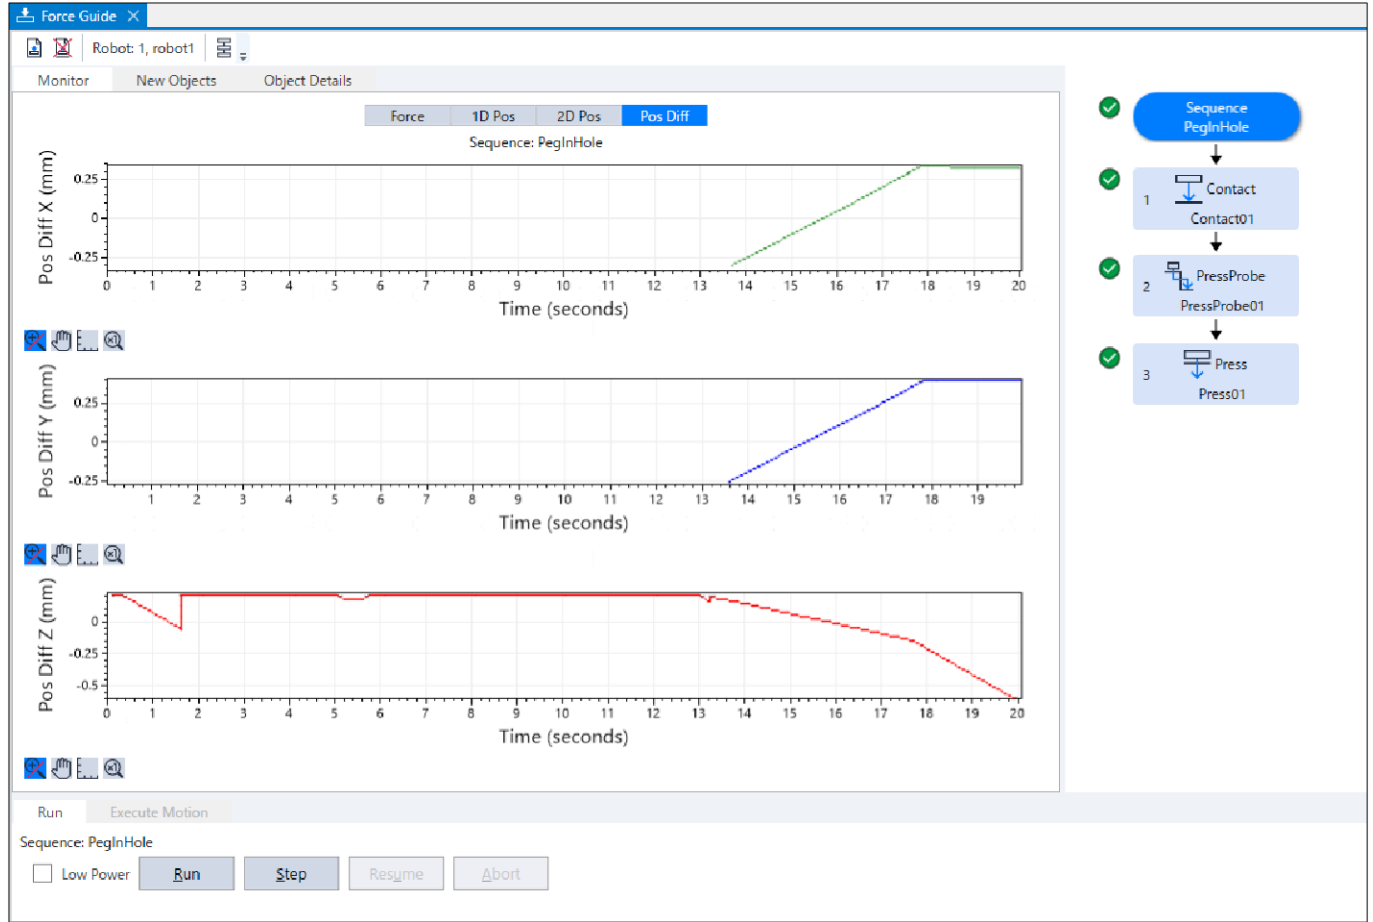 Force Guide
Robot: 1, robot1
Monitor New Objects Object Details
Force 1D Pos 2D Pos Pos Diff
Sequence: PegInHole
Pos Diff X (mm)
0.25
0
-0.25
0 1 2 3 4 5 6 7 8 9 10 11 12 13 14 15 16 17 18 19 20
Time (seconds)
Pos Diff Y (mm)
0.25
0
-0.25
1 2 3 4 5 6 7 8 9 10 11 12 13 14 15 16 17 18 19
Time (seconds)
Pos Diff Z (mm)
0
-0.25
-0.5
0 1 2 3 4 5 6 7 8 9 10 11 12 13 14 15 16 17 18 19 20
Time (seconds)
Sequence
PegInHole
1 Contact
Contact01
2 PressProbe
PressProbe01
3 Press
Press01
Run Execute Motion
Sequence: PegInHole
Low Power Run Step Resume Abort